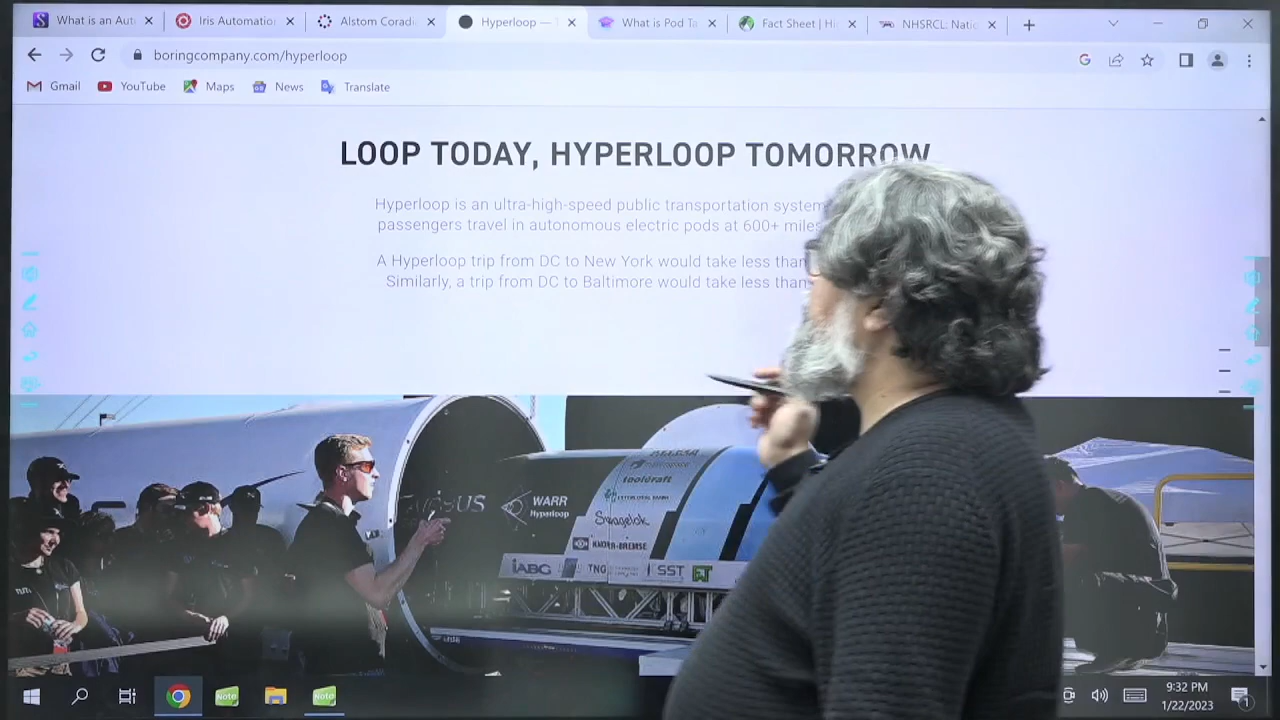 What is an Aut
Iris Automatio
Alstom Coradi
Hyperloop —
What is Pod Ta
Fact Sheet | Hi
NHSRCL: Natio
boringcompany.com/hyperloop
Gmail
YouTube
Maps
News
Translate
LOOP TODAY, HYPERLOOP TOMORROW
Hyperloop is an ultra-high-speed public transportation system
passengers travel in autonomous electric pods at 600+ miles
A Hyperloop trip from DC to New York would take less than
Similarly, a trip from DC to Baltimore would take less than
toolcraft
WARR
Hyperloop
Swagelok
KNORR-BREMSE
iABG
TNG
SST
9:32 PM
1/22/2023